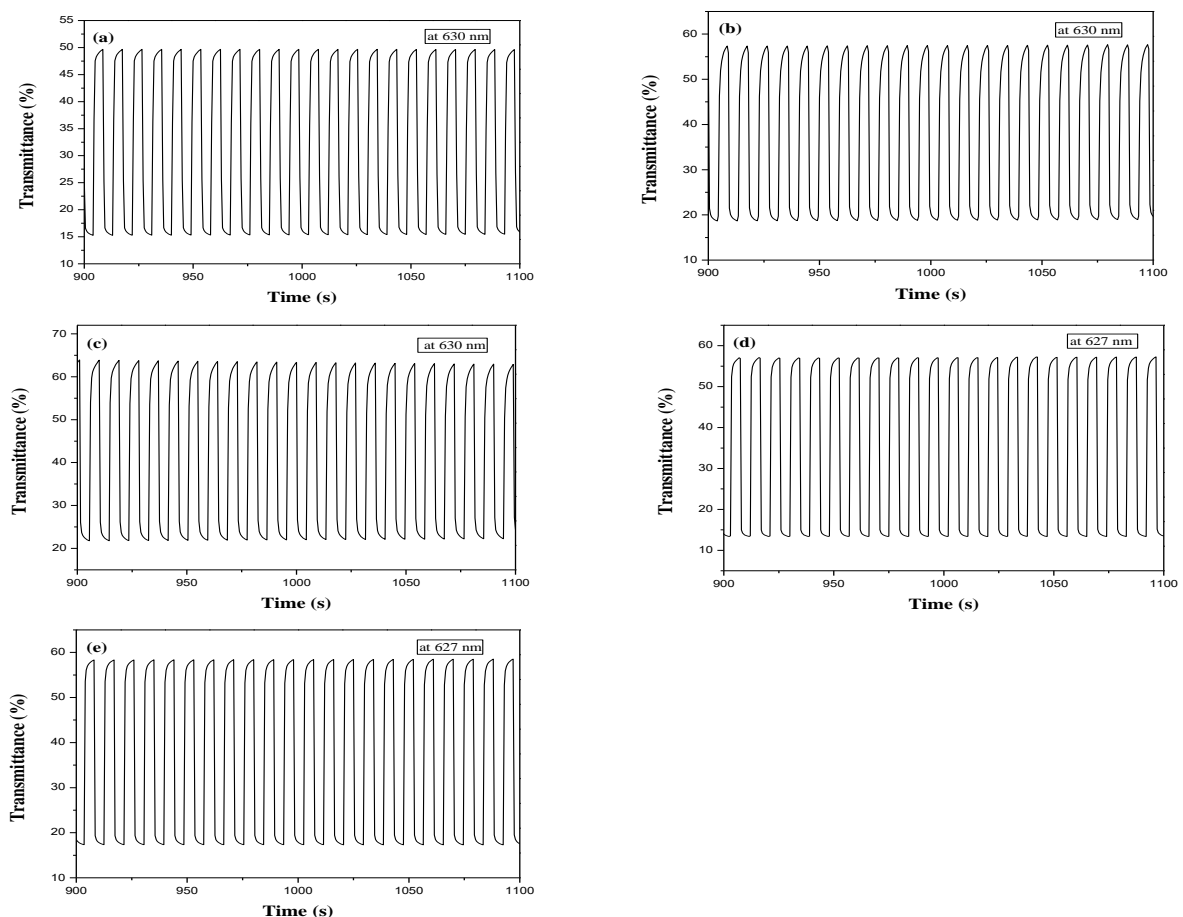 (a)
at 630 nm
Transmittance (%)
55
50
45
40
35
30
25
20
15
10
900 950 1000 1050 1100
Time (s)
(b)
at 630 nm
Transmittance (%)
60
50
40
30
20
10
900 950 1000 1050 1100
Time (s)
(c)
at 630 nm
Transmittance (%)
70
60
50
40
30
20
900 950 1000 1050 1100
Time (s)
(d)
at 627 nm
Transmittance (%)
60
50
40
30
20
10
900 950 1000 1050 1100
Time (s)
(e)
at 627 nm
Transmittance (%)
60
50
40
30
20
10
900 950 1000 1050 1100
Time (s)